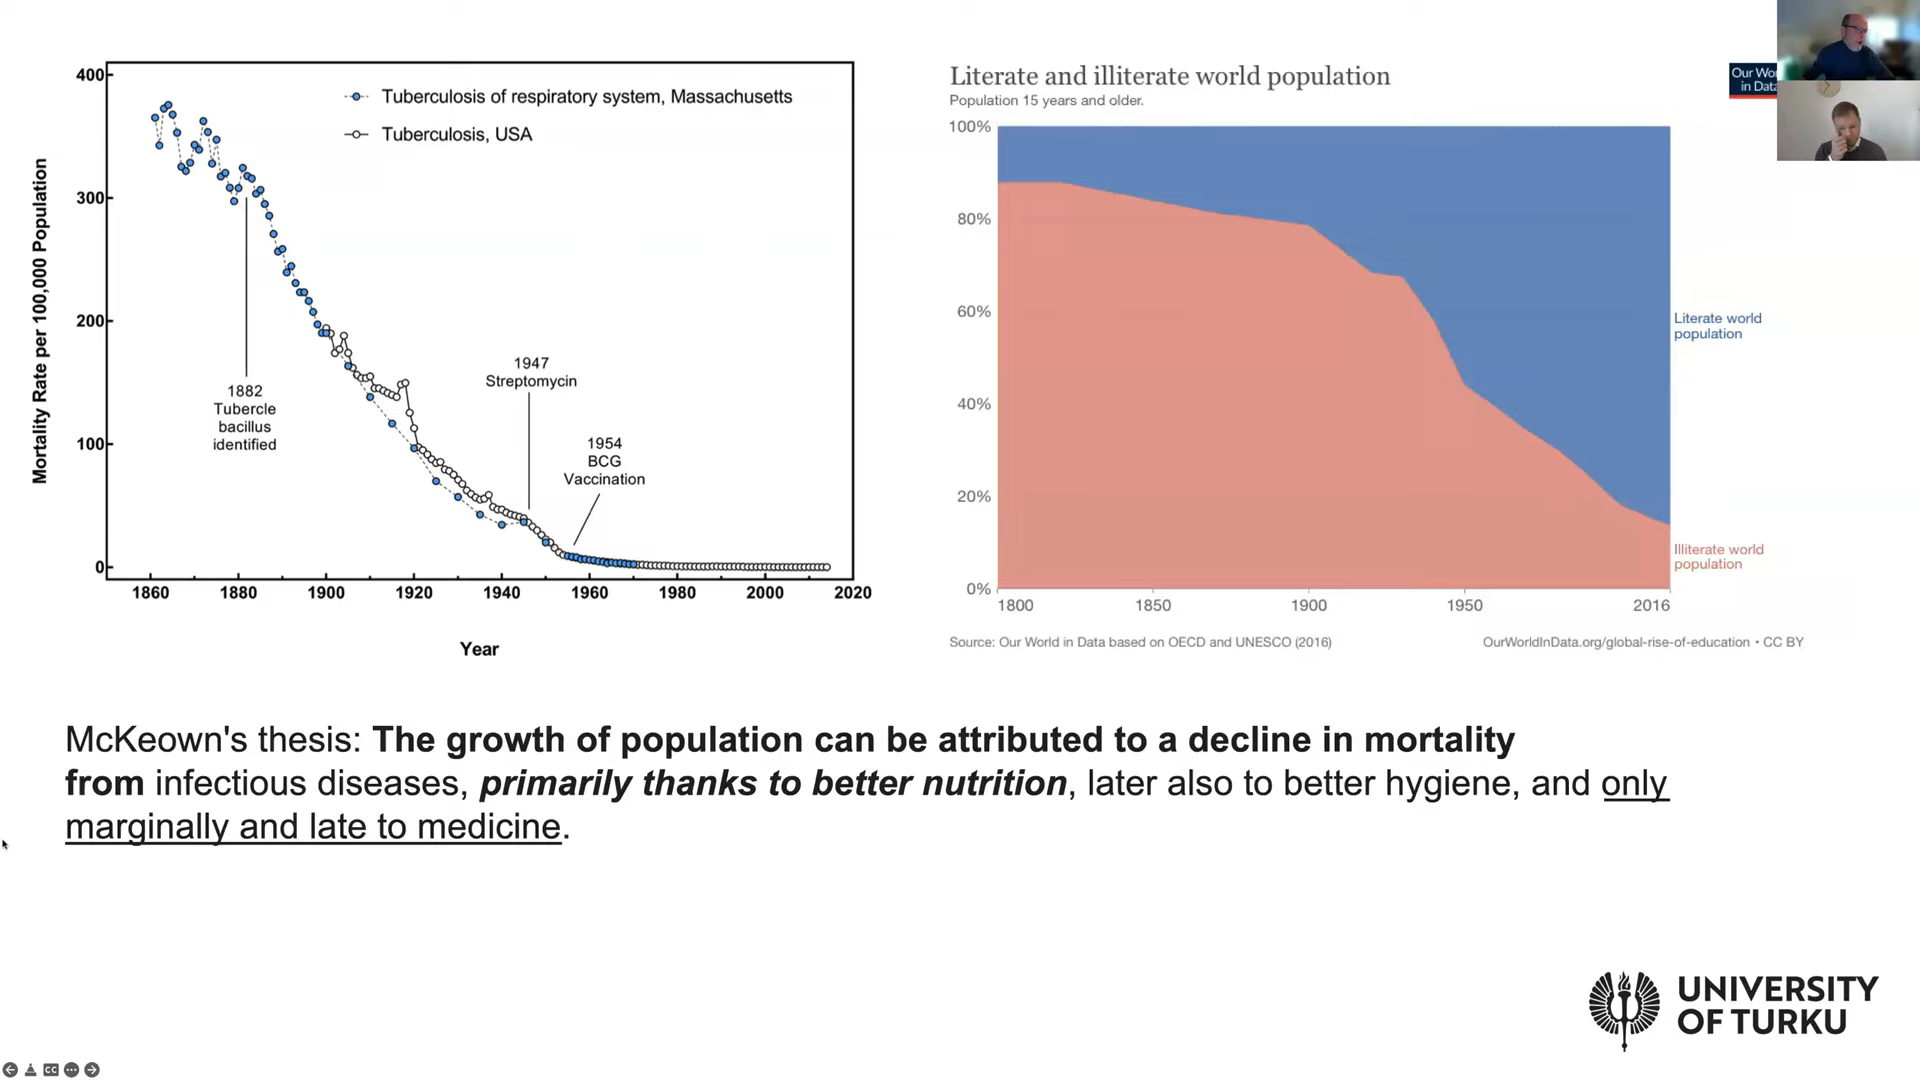 400
300
200
100
0
Mortality Rate per 100,000 Population
Tuberculosis of respiratory system, Massachusetts
Tuberculosis, USA
1882
Tubercle
bacillus
identified
1947
Streptomycin
1954
BCG
Vaccination
1860 1880 1900 1920 1940 1960 1980 2000 2020
Year
Literate and illiterate world population
Population 15 years and older.
Our
in Data
100%
80%
60%
40%
20%
0%
Literate world
population
Illiterate world
population
1800 1850 1900 1950 2016
Source: Our World in Data based on OECD and UNESCO (2016)
OurWorldInData.org/global-rise-of-education • CC BY
McKeown's thesis: The growth of population can be attributed to a decline in mortality
from infectious diseases, primarily thanks to better nutrition, later also to better hygiene, and only
marginally and late to medicine.
UNIVERSITY
OF TURKU
CC